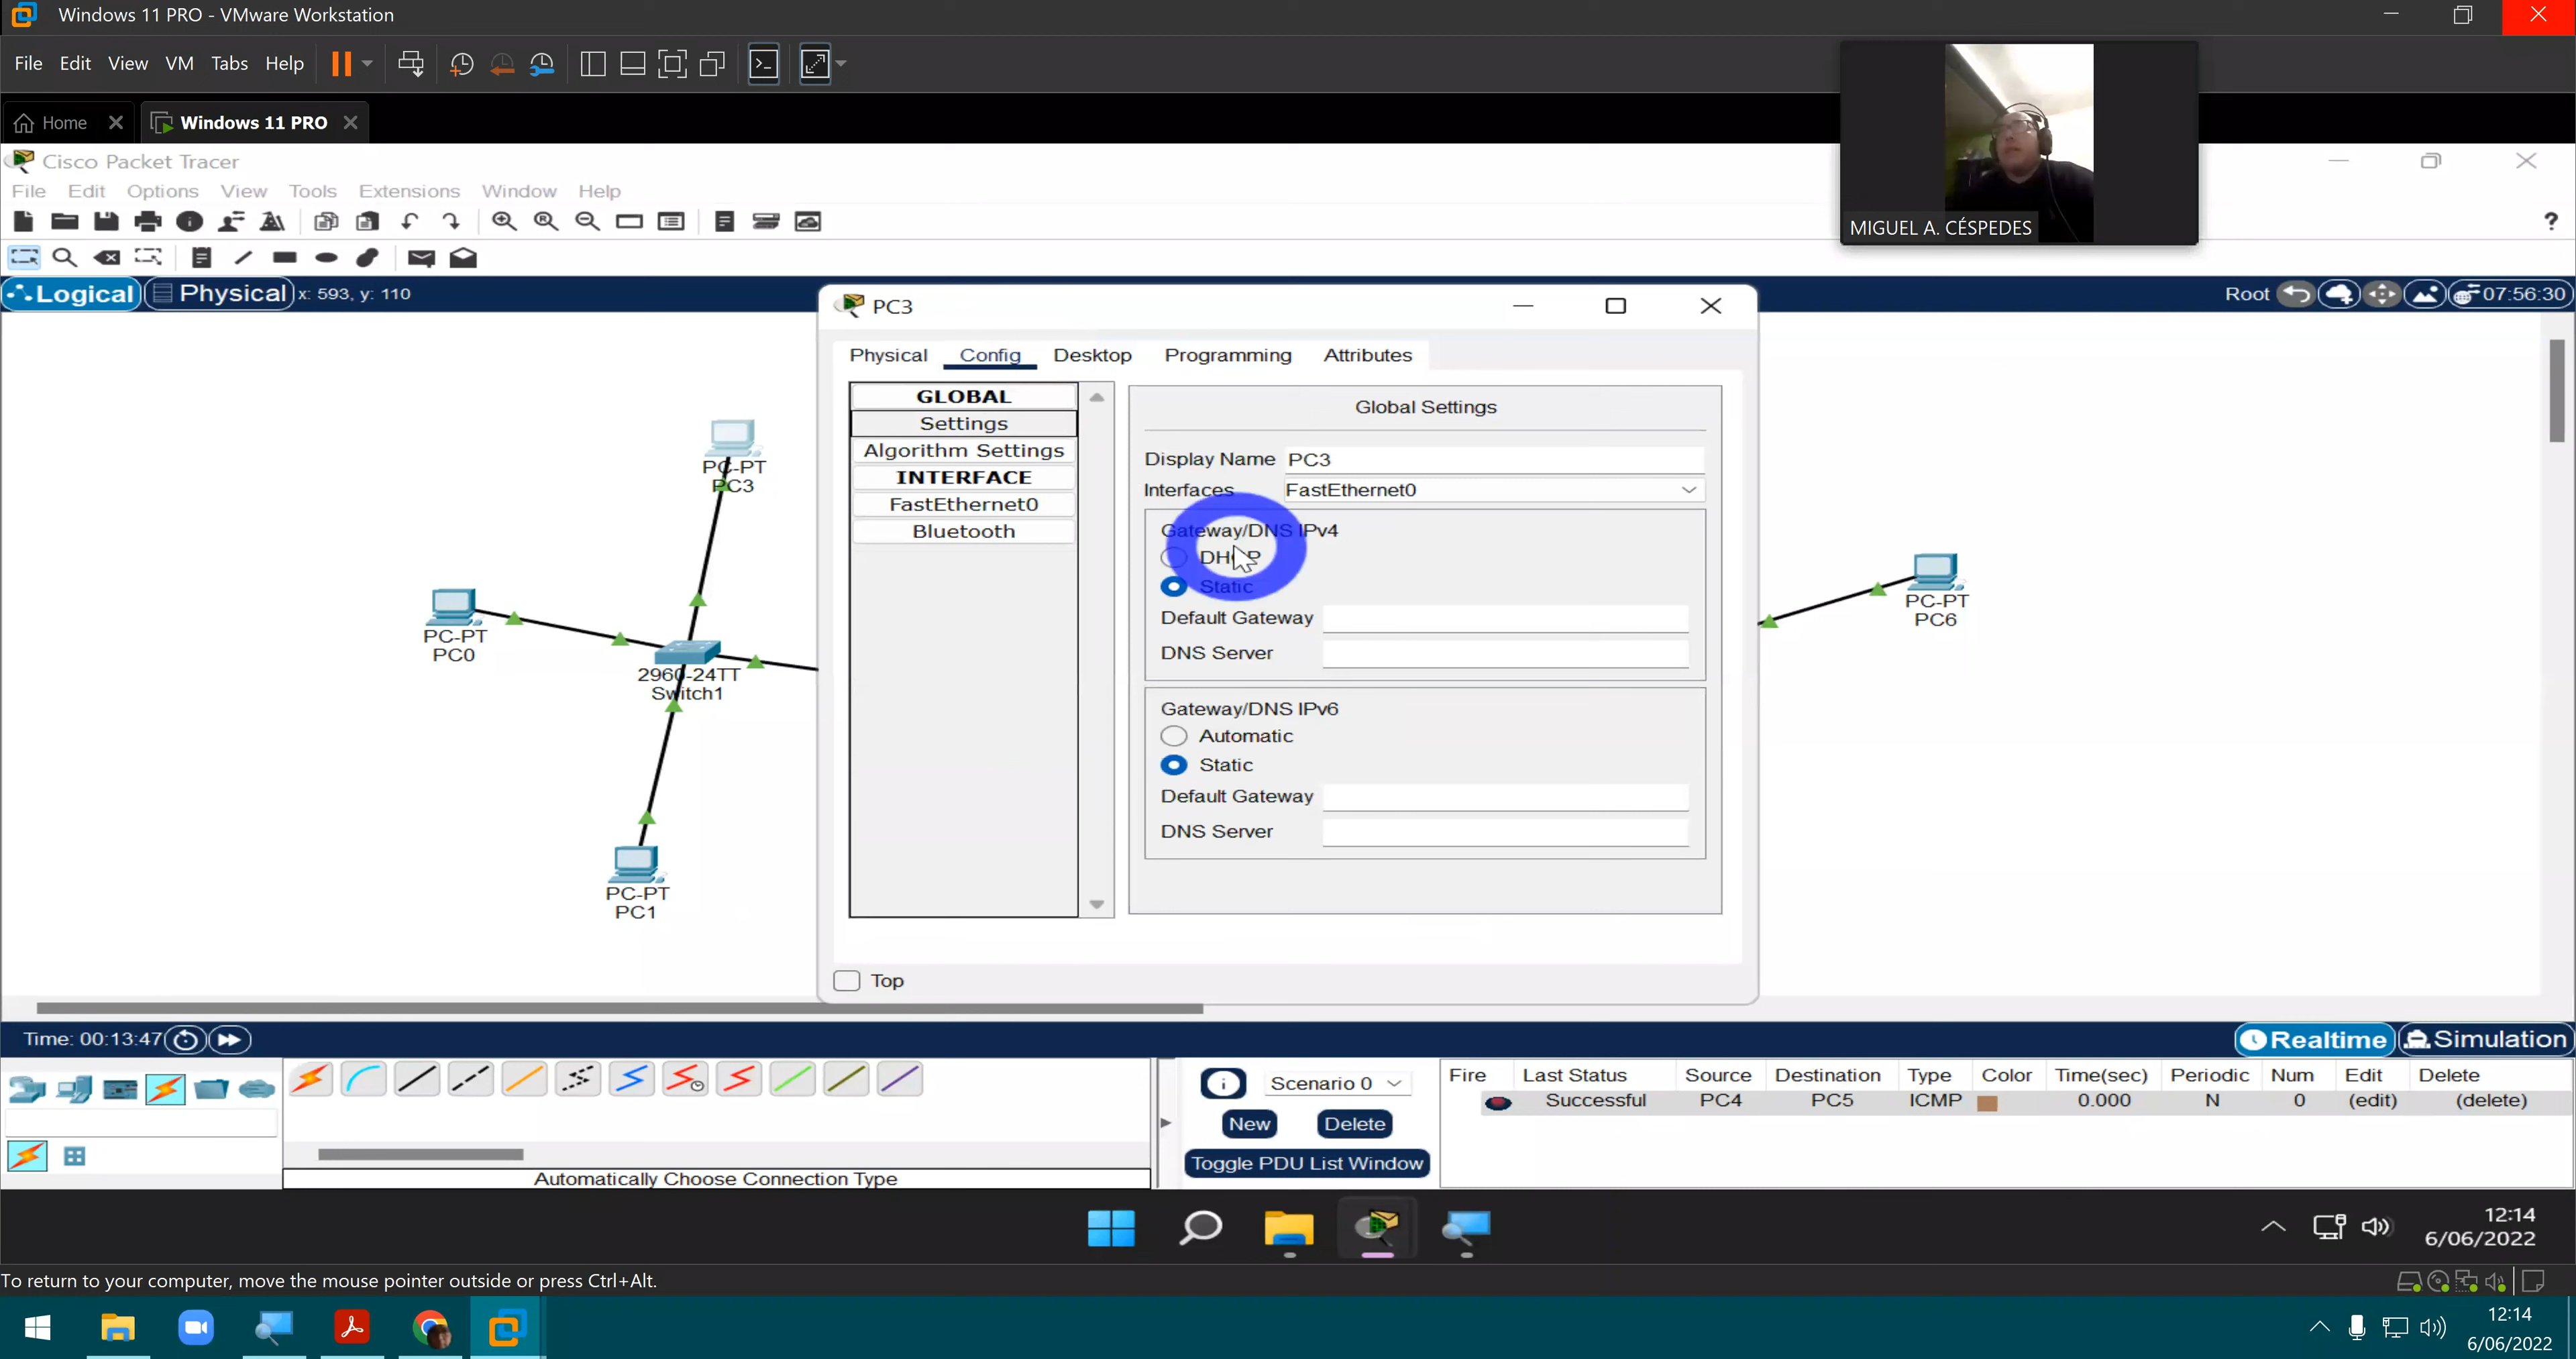 Windows 11 PRO - VMware Workstation
File Edit View VM Tabs Help
Home
Windows 11 PRO
Cisco Packet Tracer
File Edit Options View Tools Extensions Window Help
MIGUEL A. CÉSPEDES
?
Logical
Physical
x: 593, y: 110
Root
07:56:30
PC3
Physical Config Desktop Programming Attributes
GLOBAL
Settings
Algorithm Settings
INTERFACE
FastEthernet0
Bluetooth
Global Settings
Display Name PC3
Interfaces FastEthernet0
Gateway/DNS IPv4
DHCP
Static
Default Gateway
DNS Server
Gateway/DNS IPv6
Automatic
Static
Default Gateway
DNS Server
Top
PC-PT
PC3
PC-PT
PC0
2960-24TT
Switch1
PC-PT
PC1
PC-PT
PC6
Time: 00:13:47
Realtime
Simulation
Automatically Choose Connection Type
Scenario 0
New
Delete
Toggle PDU List Window
Fire Last Status Source Destination Type Color Time(sec) Periodic Num Edit Delete
Successful PC4 PC5 ICMP 0.000 N 0 (edit) (delete)
12:14
6/06/2022
To return to your computer, move the mouse pointer outside or press Ctrl+Alt.
12:14
6/06/2022